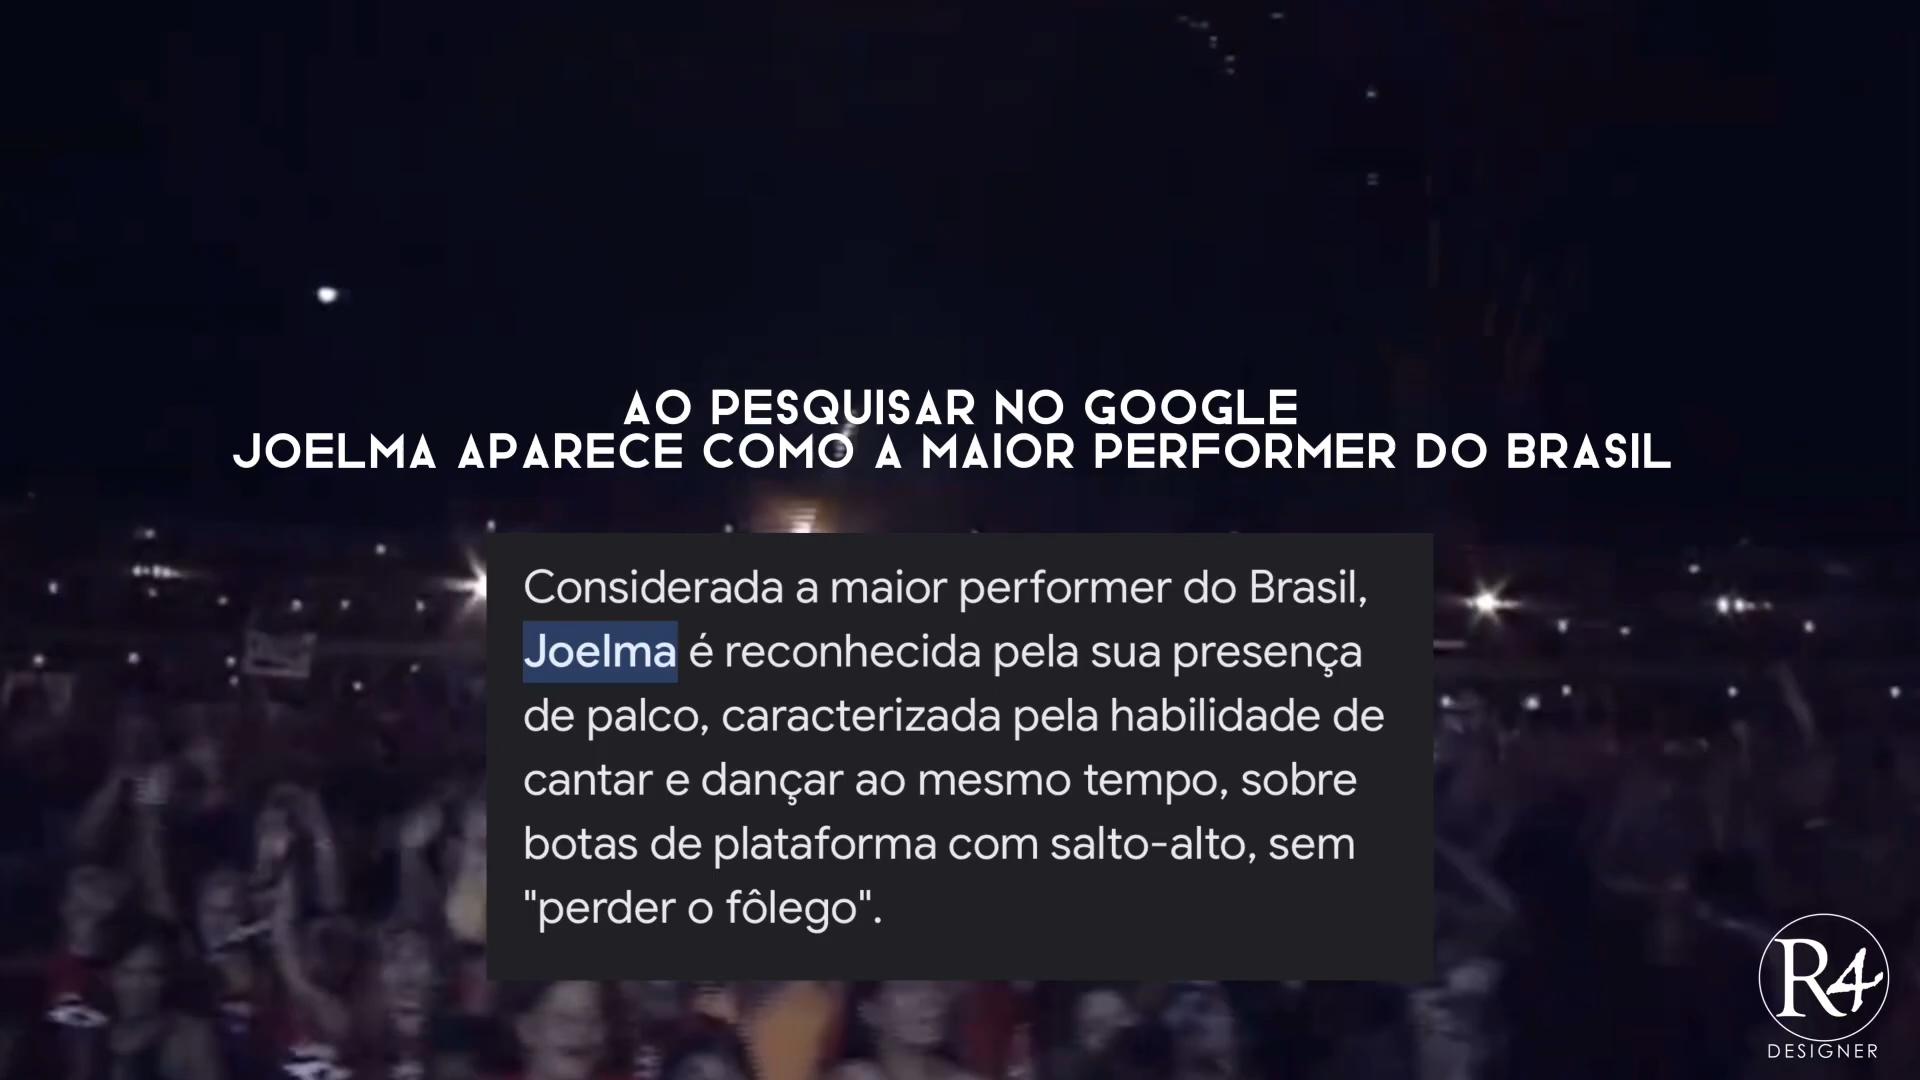 AO PESQUISAR NO GOOGLE
JOELMA APARECE COMO A MAIOR PERFORMER DO BRASIL
Considerada a maior performer do Brasil,
Joelma é reconhecida pela sua presença
de palco, caracterizada pela habilidade de
cantar e dançar ao mesmo tempo, sobre
botas de plataforma com salto-alto, sem
"perder o fôlego".
R4
DESIGNER